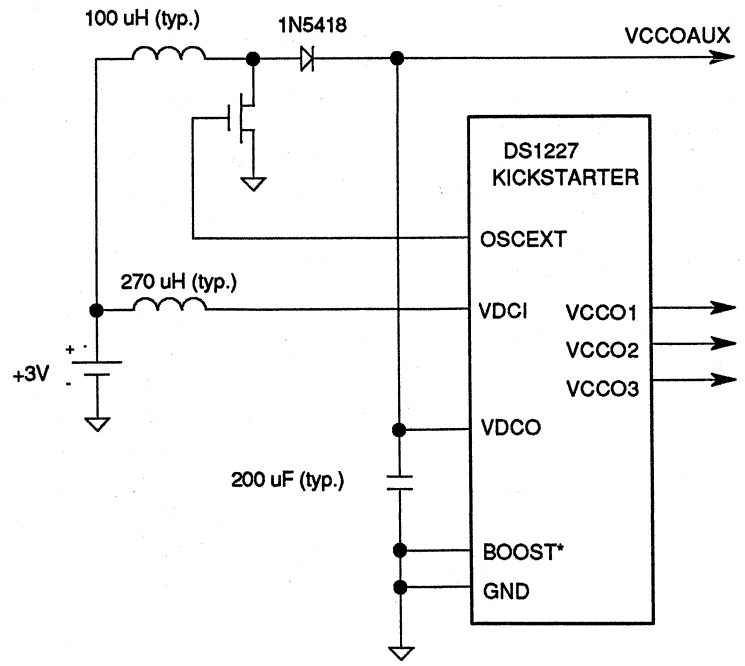 100 uH (typ.)
1N5418
VCCOAUX
DS1227
KICKSTARTER
OSCEXT
270 uH (typ.)
VDCI
VCCO1
VCCO2
VCCO3
+
+3V
-
VDCO
200 uF (typ.)
BOOST*
GND